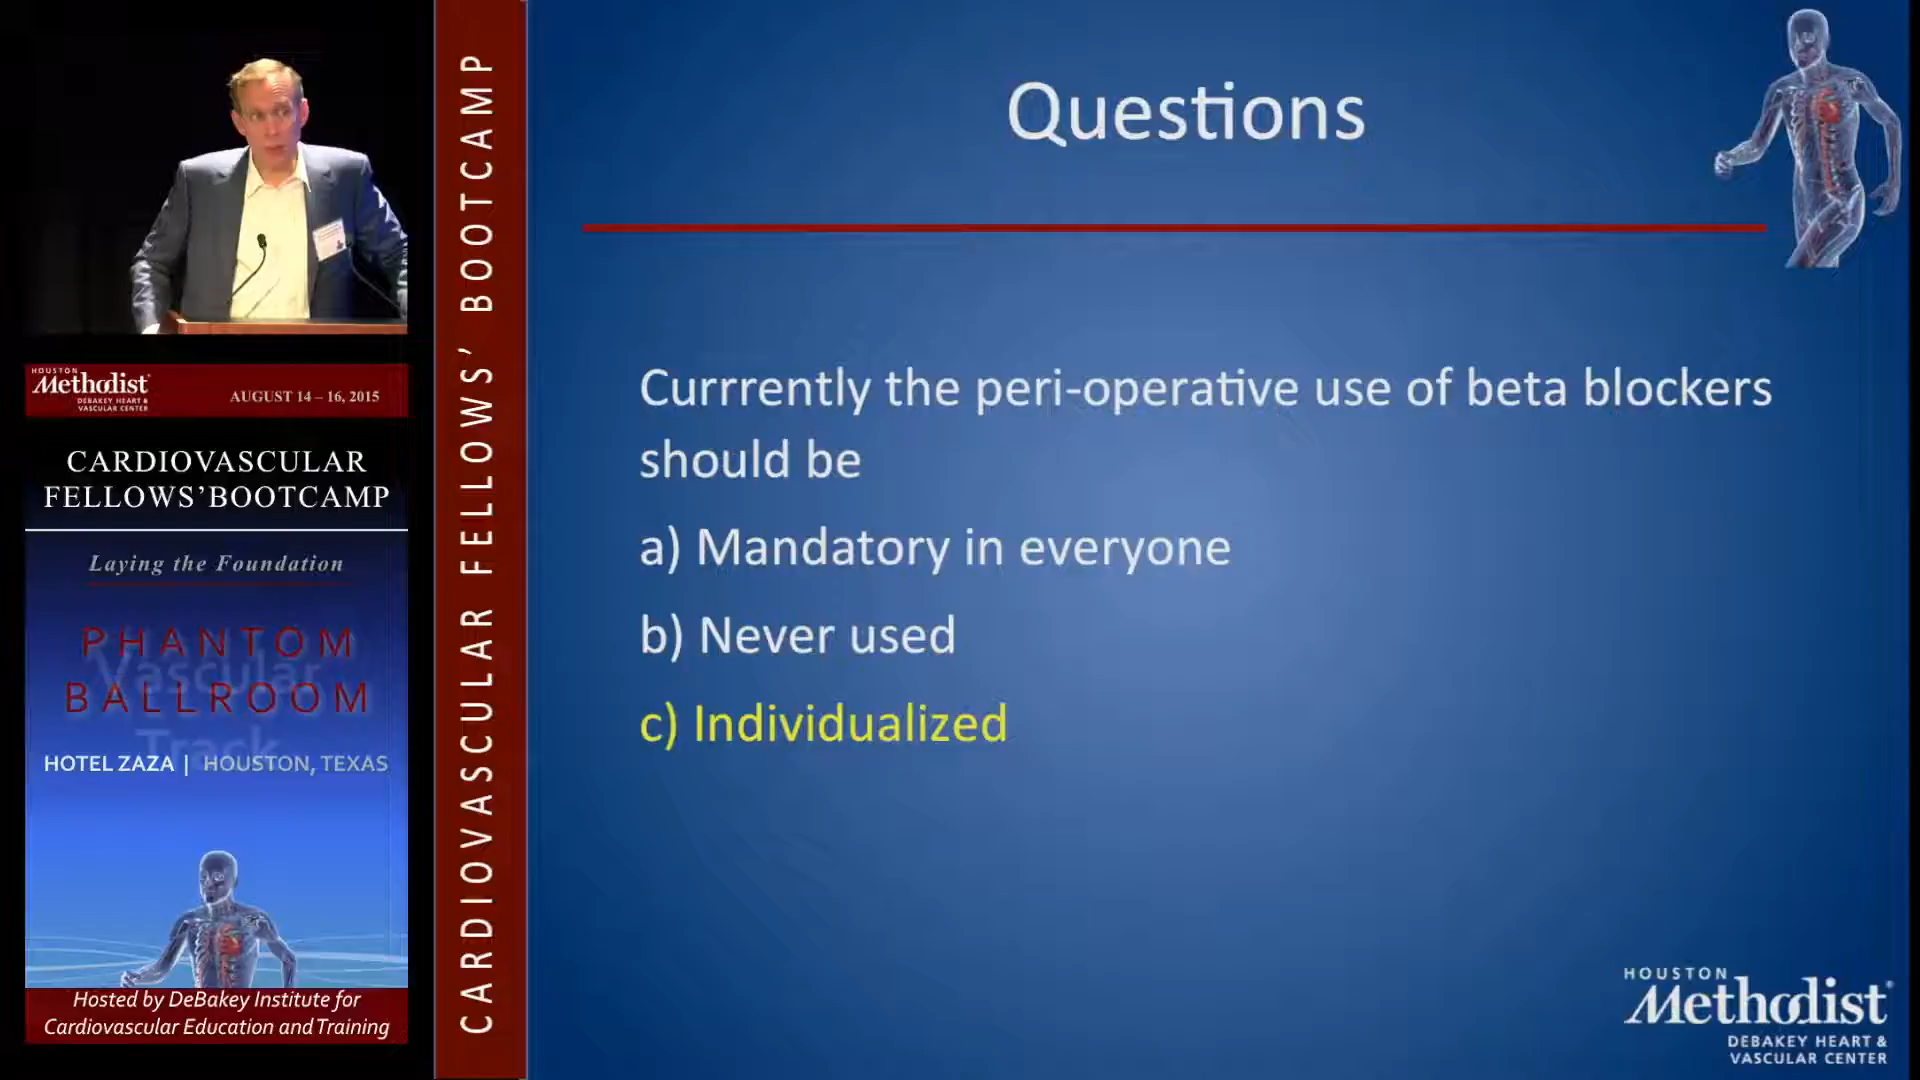 HOUSTON
Methodist
DEBAKEY HEART &
VASCULAR CENTER
AUGUST 14 – 16, 2015
CARDIOVASCULAR
FELLOWS'BOOTCAMP
Laying the Foundation
PHANTOM
BALLROOM
Vascular
Track
HOTEL ZAZA | HOUSTON, TEXAS
Hosted by DeBakey Institute for
Cardiovascular Education and Training
CARDIOVASCULAR FELLOWS' BOOTCAMP
Questions
Currrently the peri-operative use of beta blockers
should be
a) Mandatory in everyone
b) Never used
c) Individualized
HOUSTON
Methodist
DEBAKEY HEART &
VASCULAR CENTER